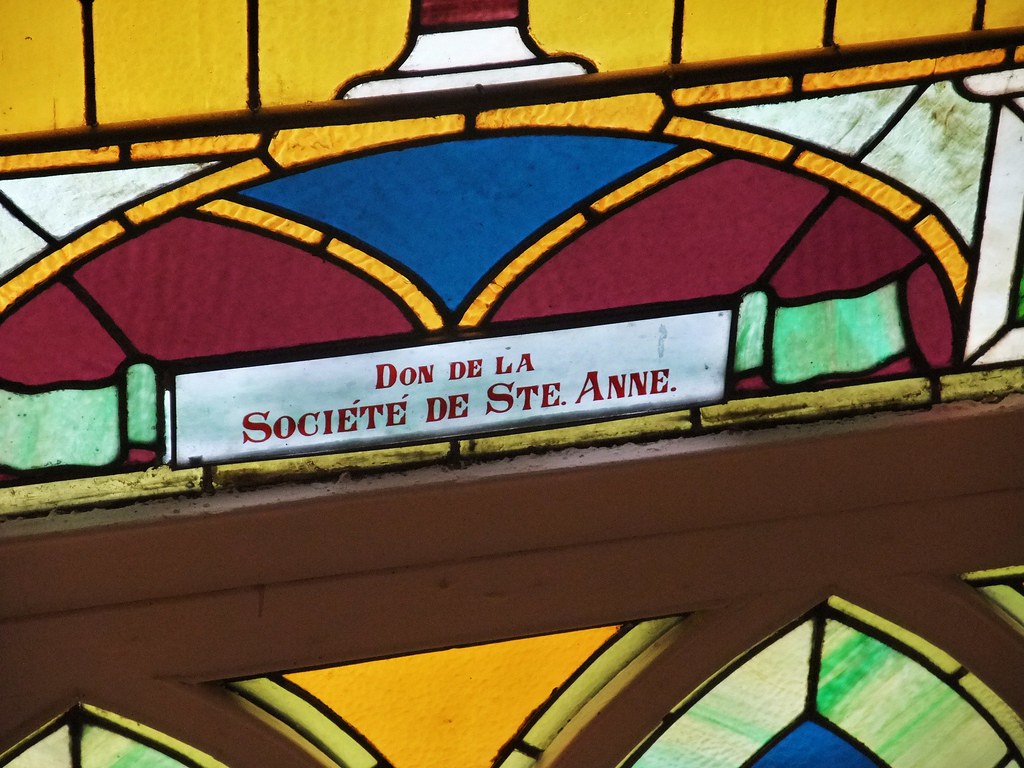 Don de la
Société de Ste. Anne.